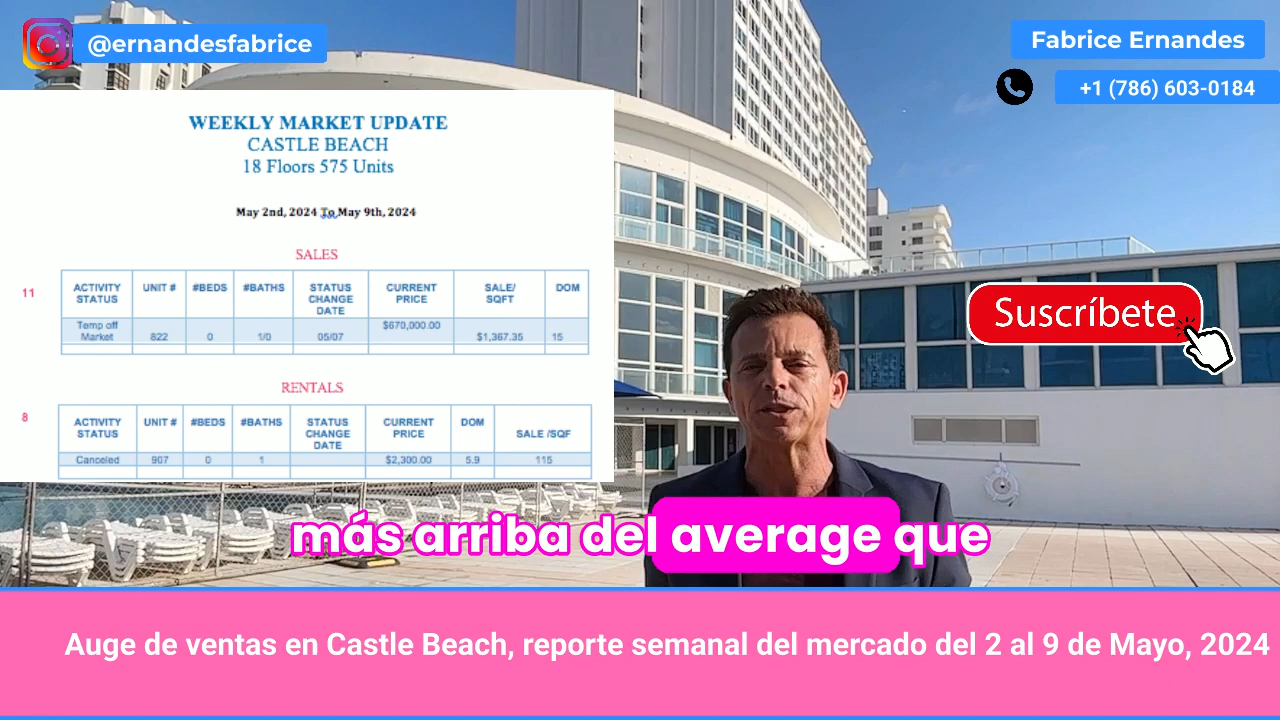 @ernandesfabrice
Fabrice Ernandes
+1 (786) 603-0184
WEEKLY MARKET UPDATE
CASTLE BEACH
18 Floors 575 Units
May 2nd, 2024 To May 9th, 2024
SALES
11
ACTIVITY STATUS UNIT # #BEDS #BATHS STATUS CHANGE DATE CURRENT PRICE SALE/ SQFT DOM
Temp off Market 822 0 1/0 05/07 $670,000.00 $1,367.35 15
RENTALS
8
ACTIVITY STATUS UNIT # #BEDS #BATHS STATUS CHANGE DATE CURRENT PRICE DOM SALE /SQF
Canceled 907 0 1 $2,300.00 5.9 115
Suscríbete
más arriba del average que
Auge de ventas en Castle Beach, reporte semanal del mercado del 2 al 9 de Mayo, 2024